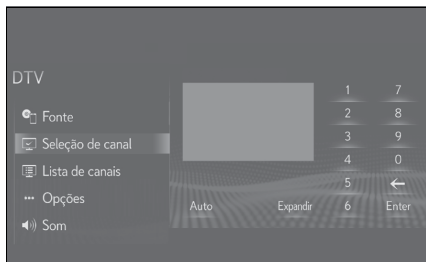 DTV
Fonte
Seleção de canal
Lista de canais
Opções
Som
Auto
Expandir
1 7
2 8
3 9
4 0
5 ←
6 Enter